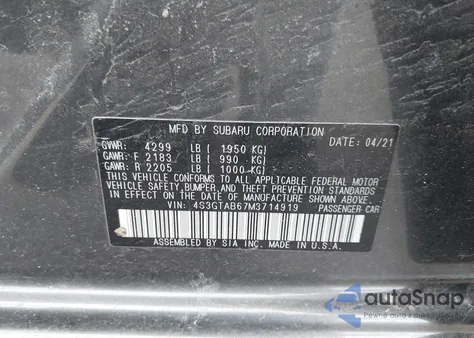 MFD BY SUBARU CORPORATION
GVWR: 4299 LB ( 1950 KG) DATE: 04/21
GAWR: F 2183 LB ( 990 KG)
GAWR: R 2205 LB ( 1000 KG)
THIS VEHICLE CONFORMS TO ALL APPLICABLE FEDERAL MOTOR
VEHICLE SAFETY, BUMPER, AND THEFT PREVENTION STANDARDS
IN EFFECT ON THE DATE OF MANUFACTURE SHOWN ABOVE.
VIN: 4S3GTAB67M3714919 PASSENGER CAR
ASSEMBLED BY SIA INC. MADE IN U.S.A.
autoSnap